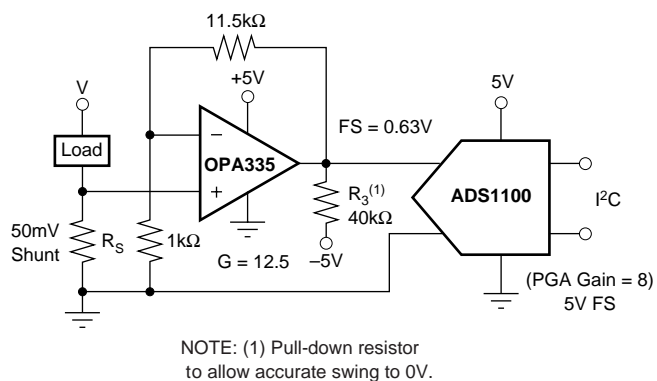 11.5kΩ
V
+5V
5V
FS = 0.63V
Load
−
OPA335
+
R3(1)
40kΩ
ADS1100
I2C
50mV
Shunt
RS
1kΩ
G = 12.5
–5V
(PGA Gain = 8)
5V FS
NOTE: (1) Pull-down resistor
to allow accurate swing to 0V.